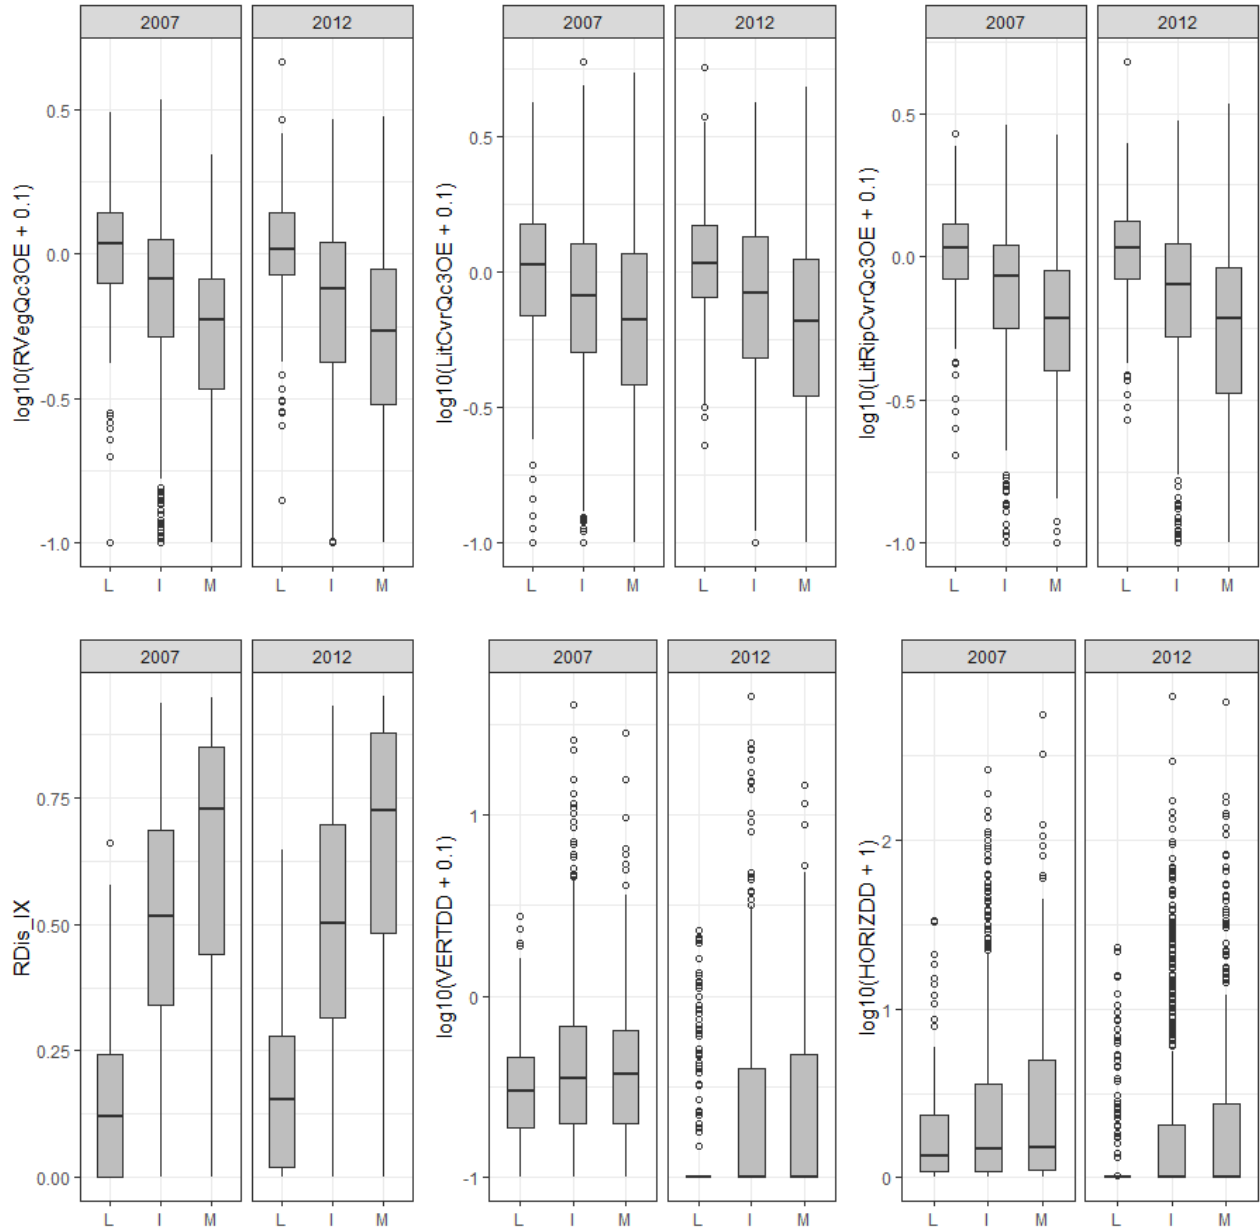 2007 2012
log10(RVegQc3OE + 0.1)
0.5
0.0
-0.5
-1.0
L I M L I M
2007 2012
log10(LitCvrQc3OE + 0.1)
0.5
0.0
-0.5
-1.0
L I M L I M
2007 2012
log10(LitRipCvrQc3OE + 0.1)
0.5
0.0
-0.5
-1.0
L I M L I M
2007 2012
RDis_IX
0.75
0.50
0.25
0.00
L I M L I M
2007 2012
log10(VERTDD + 0.1)
1
0
-1
L I M L I M
2007 2012
log10(HORIZDD + 1)
2
1
0
L I M L I M